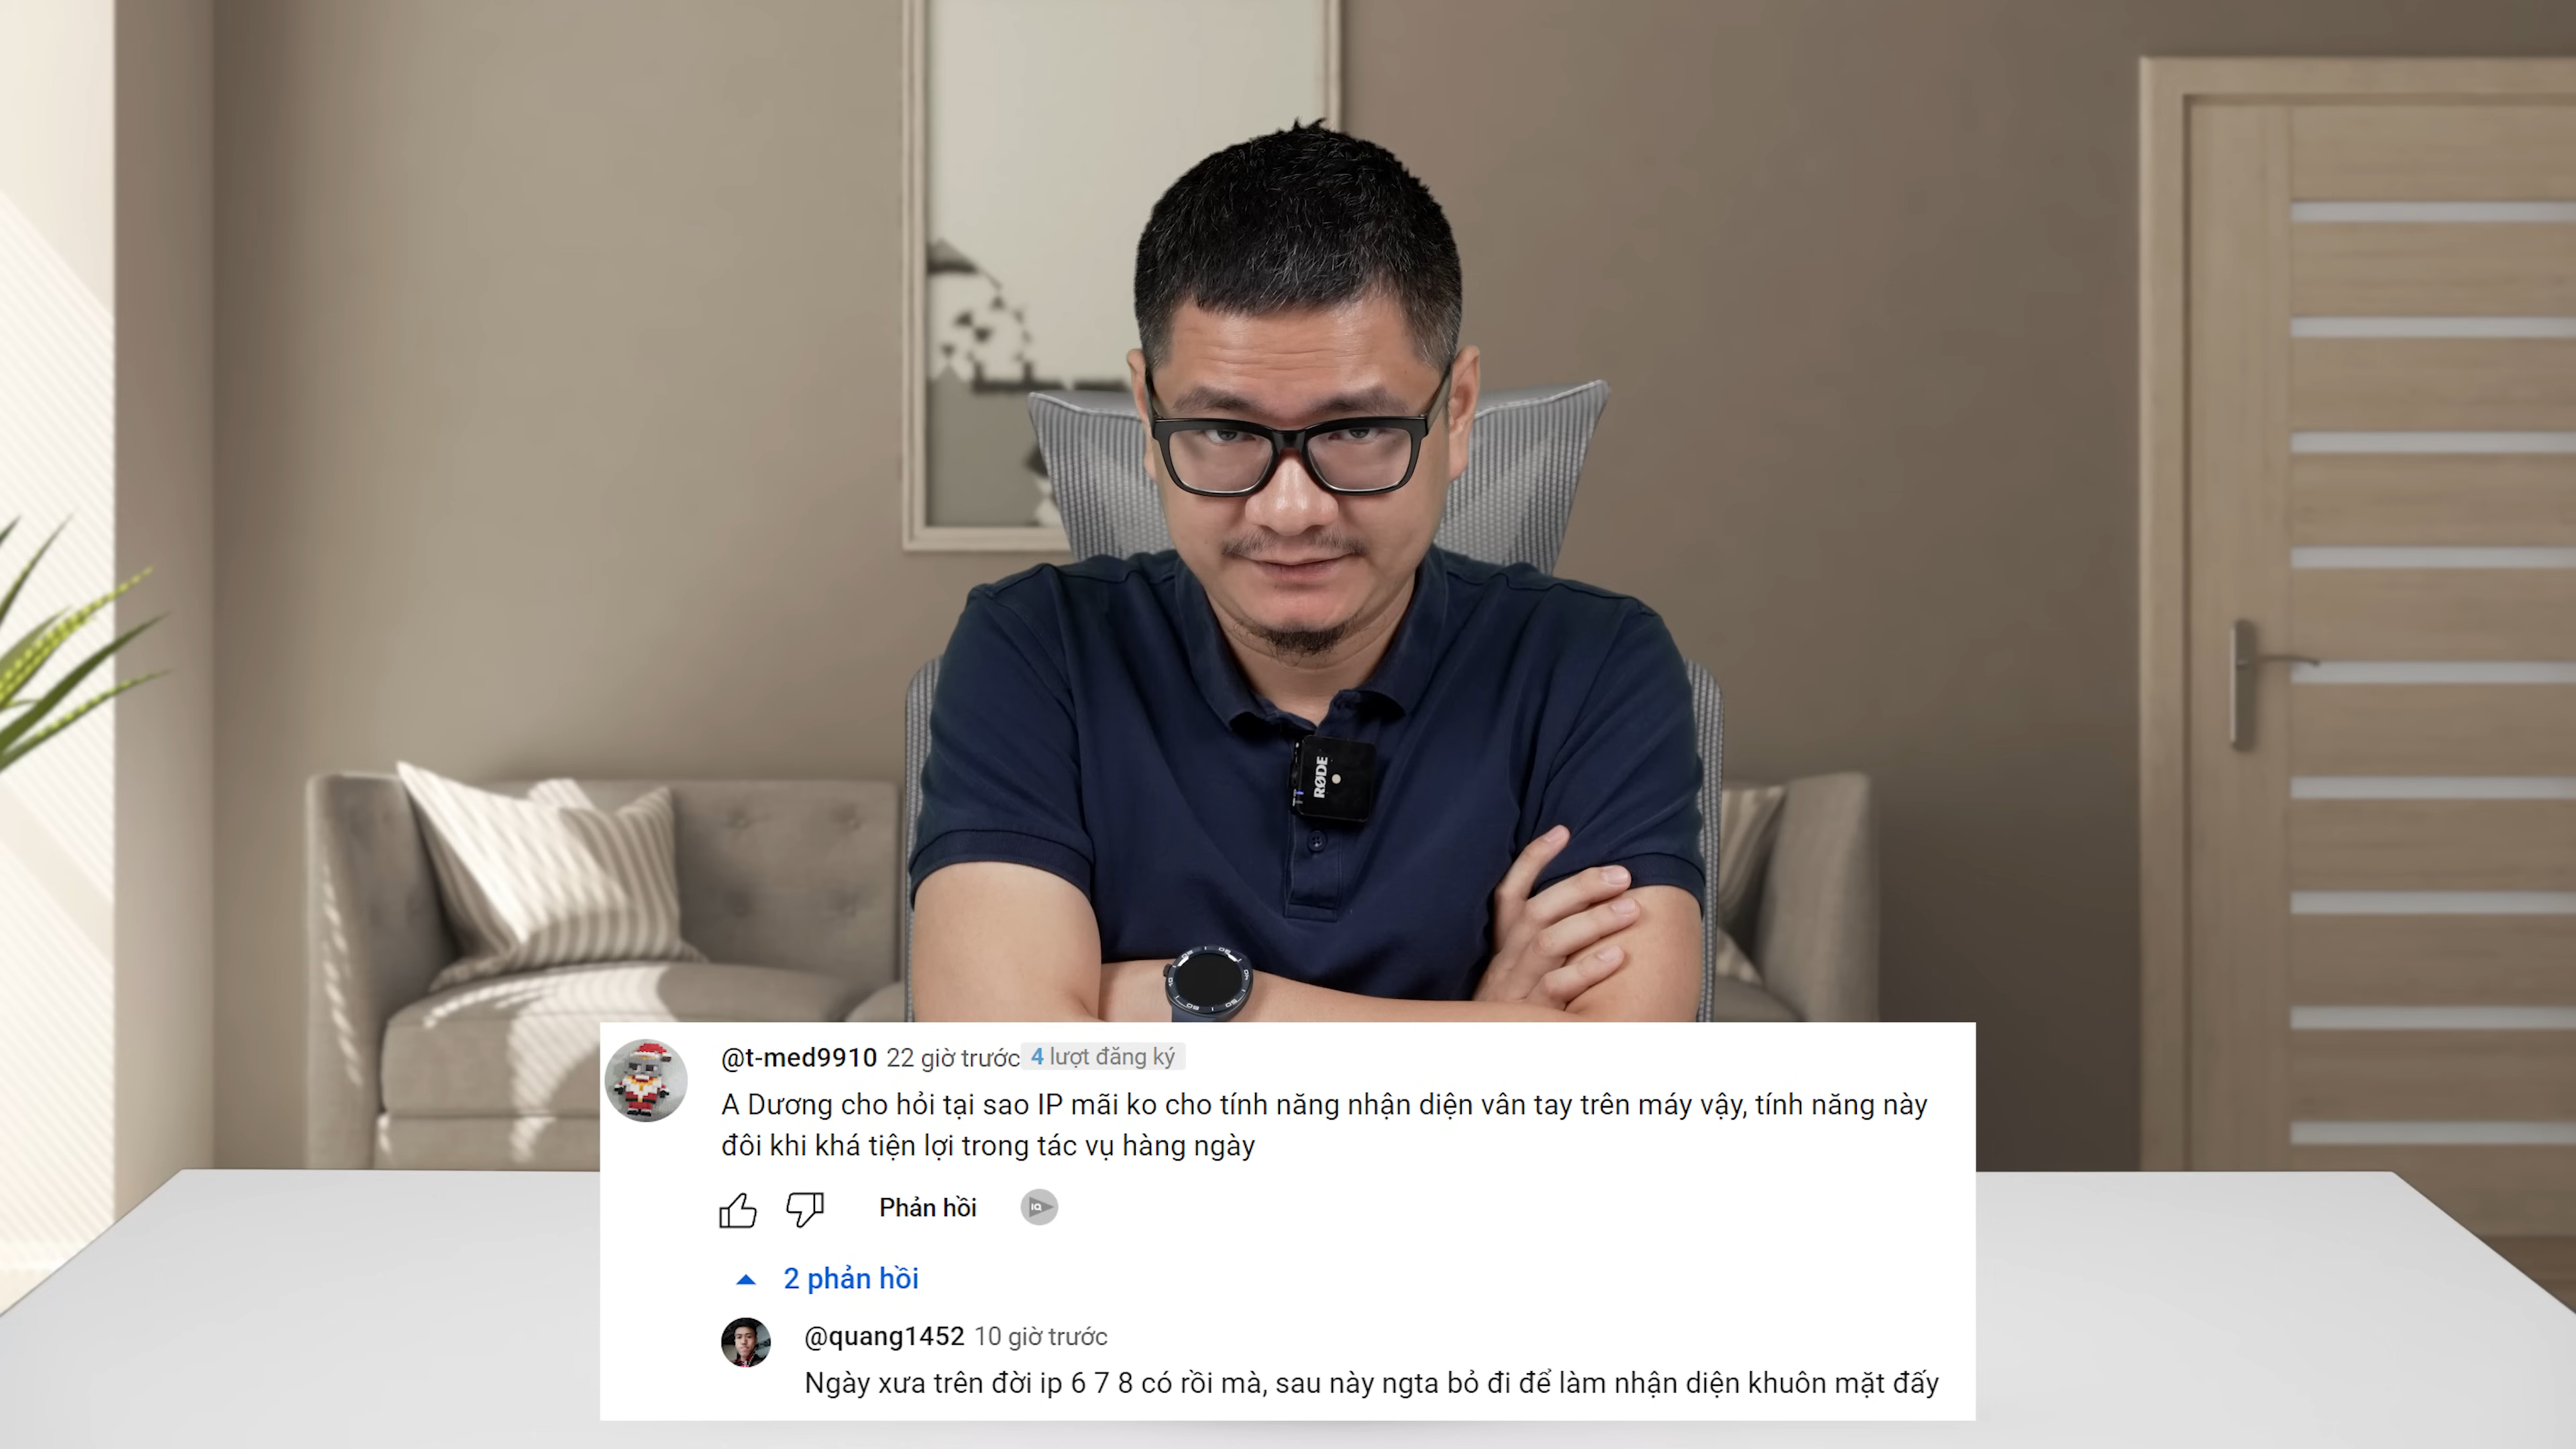 RØDE
@t-med9910 22 giờ trước 4 lượt đăng ký
A Dương cho hỏi tại sao IP mãi ko cho tính năng nhận diện vân tay trên máy vậy, tính năng này
đôi khi khá tiện lợi trong tác vụ hàng ngày
Phản hồi
IQ
2 phản hồi
@quang1452 10 giờ trước
Ngày xưa trên đời ip 6 7 8 có rồi mà, sau này ngta bỏ đi để làm nhận diện khuôn mặt đấy